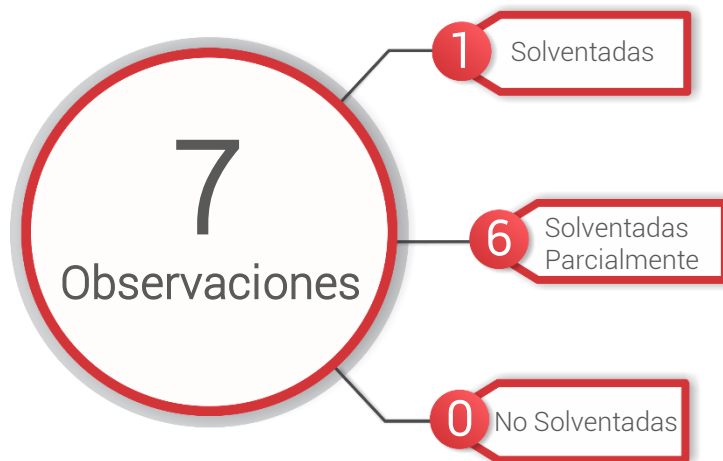 7
Observaciones
1
Solventadas
6
Solventadas
Parcialmente
0
No Solventadas